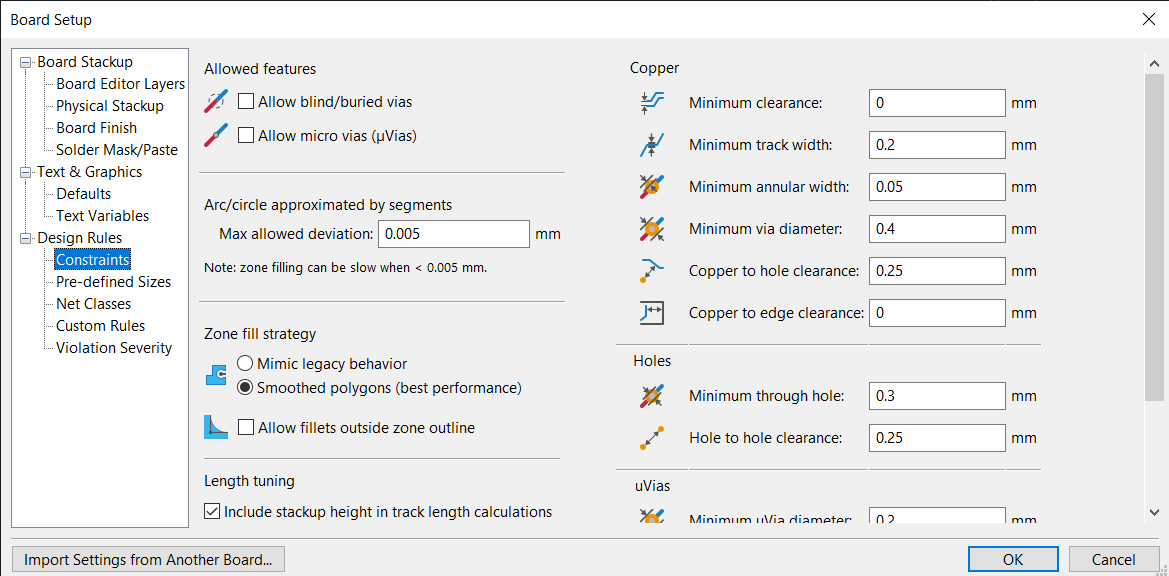 Board Setup
Board Stackup
Board Editor Layers
Physical Stackup
Board Finish
Solder Mask/Paste
Text & Graphics
Defaults
Text Variables
Design Rules
Constraints
Pre-defined Sizes
Net Classes
Custom Rules
Violation Severity
Allowed features
Allow blind/buried vias
Allow micro vias (μVias)
Arc/circle approximated by segments
Max allowed deviation: 0.005 mm
Note: zone filling can be slow when < 0.005 mm.
Zone fill strategy
Mimic legacy behavior
Smoothed polygons (best performance)
Allow fillets outside zone outline
Length tuning
Include stackup height in track length calculations
Copper
Minimum clearance: 0 mm
Minimum track width: 0.2 mm
Minimum annular width: 0.05 mm
Minimum via diameter: 0.4 mm
Copper to hole clearance: 0.25 mm
Copper to edge clearance: 0 mm
Holes
Minimum through hole: 0.3 mm
Hole to hole clearance: 0.25 mm
uVias
Minimum uVia diameter: 0.2 mm
Import Settings from Another Board...
OK
Cancel